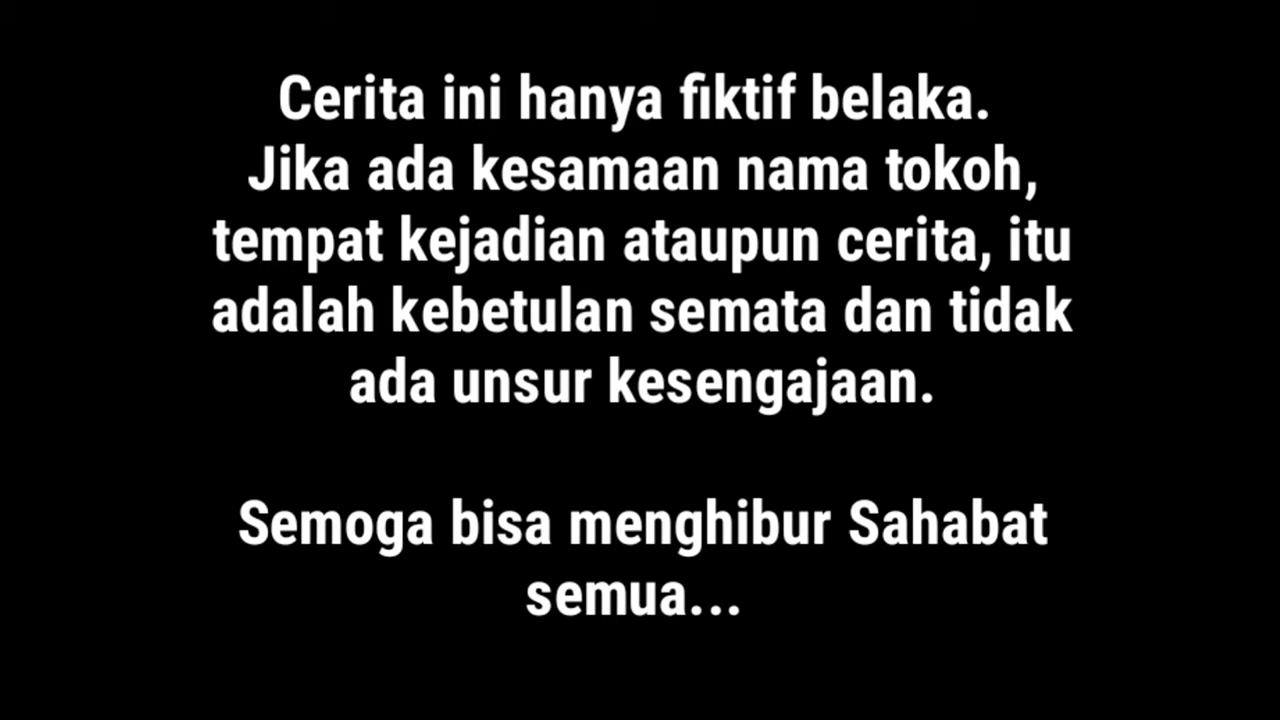 Cerita ini hanya fiktif belaka.
Jika ada kesamaan nama tokoh,
tempat kejadian ataupun cerita, itu
adalah kebetulan semata dan tidak
ada unsur kesengajaan.
Semoga bisa menghibur Sahabat
semua...